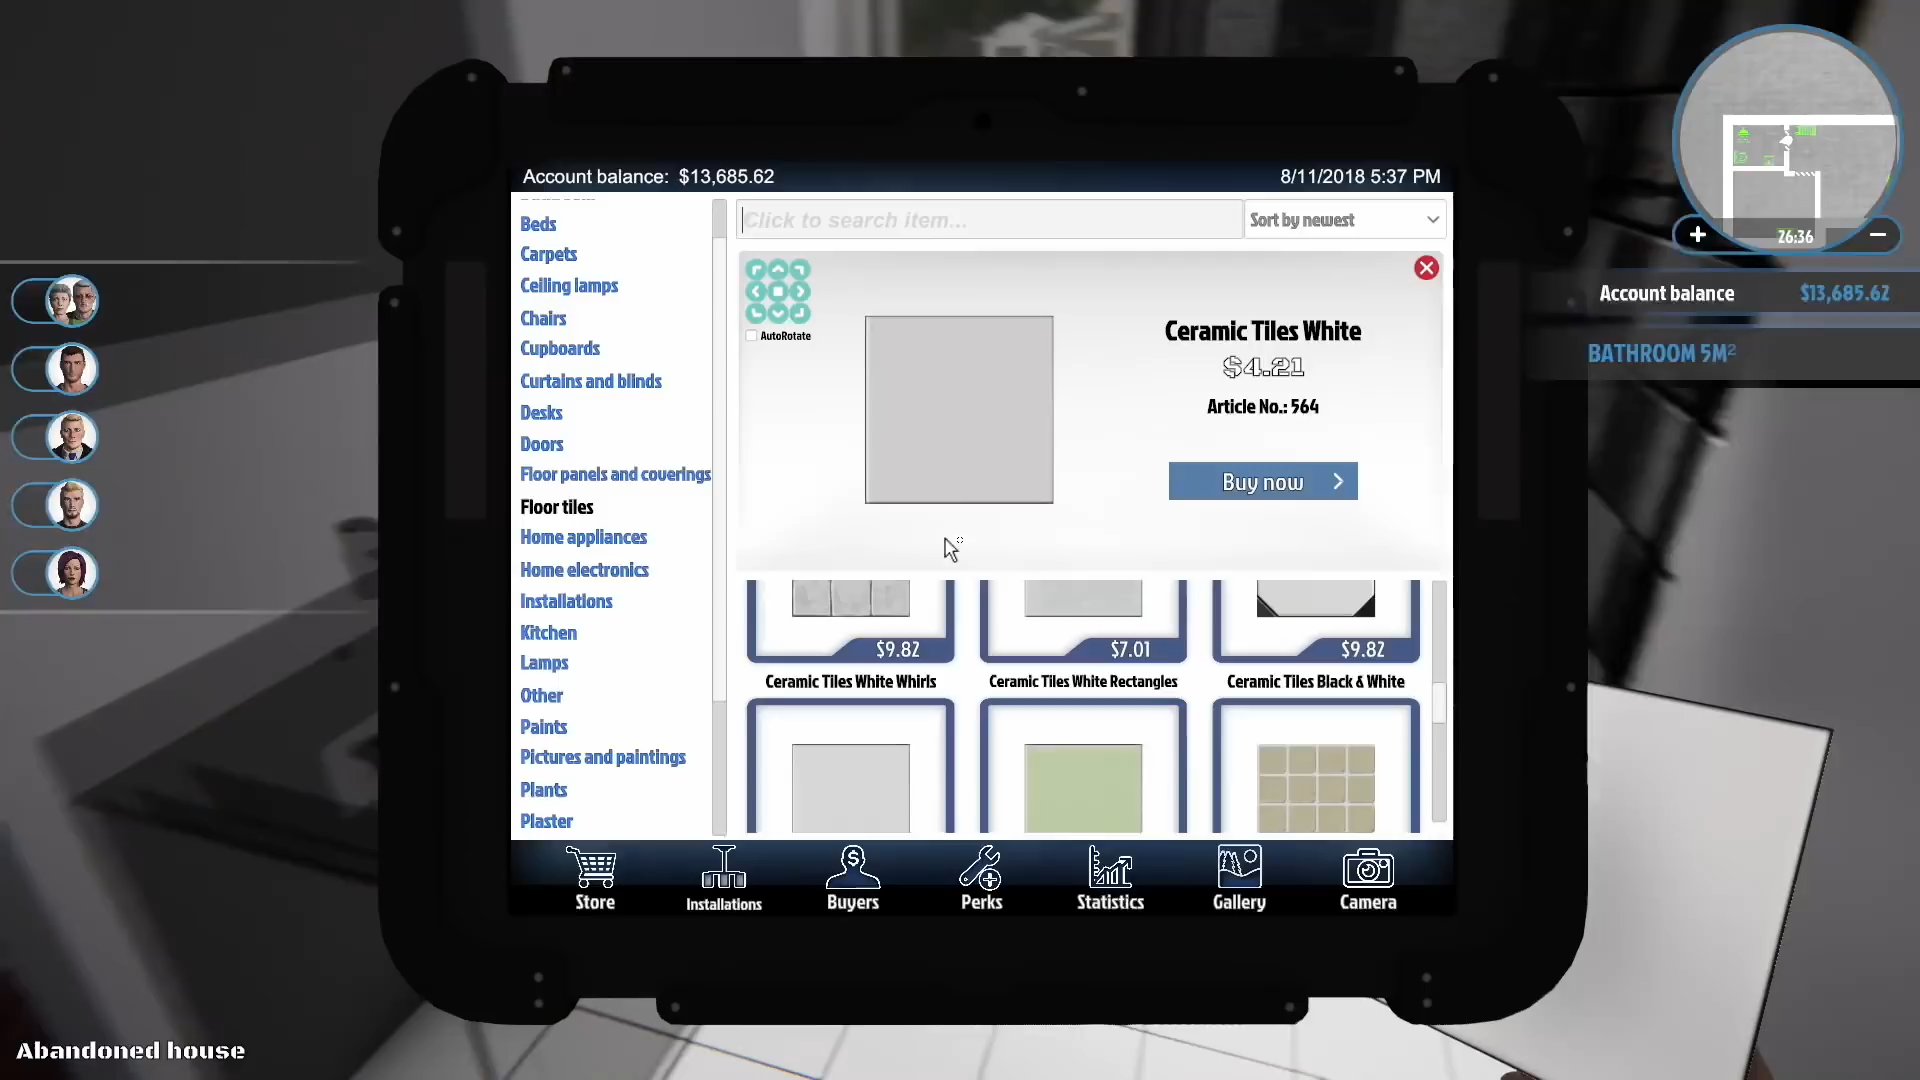 Account balance: $13,685.62
8/11/2018 5:37 PM
Beds
Carpets
Ceiling lamps
Chairs
Cupboards
Curtains and blinds
Desks
Doors
Floor panels and coverings
Floor tiles
Home appliances
Home electronics
Installations
Kitchen
Lamps
Other
Paints
Pictures and paintings
Plants
Plaster
Click to search item...
Sort by newest
AutoRotate
Ceramic Tiles White
$4.21
Article No.: 564
Buy now
$9.82
$7.01
$9.82
Ceramic Tiles White Whirls
Ceramic Tiles White Rectangles
Ceramic Tiles Black & White
Store
Installations
Buyers
Perks
Statistics
Gallery
Camera
+
26:36
−
Account balance $13,685.62
BATHROOM 5M²
Abandoned house